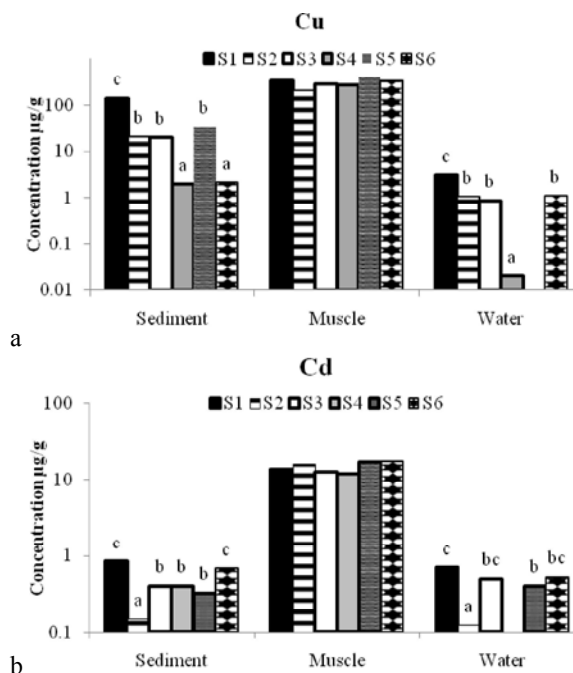 Cu
S1 S2 S3 S4 S5 S6
Concentration µg/g
100
10
1
0.1
0.01
c b b a b a
c b b a b
Sediment Muscle Water
a
Cd
S1 S2 S3 S4 S5 S6
Concentration µg/g
100
10
1
0.1
c a b b b c
c a bc b bc
Sediment Muscle Water
b